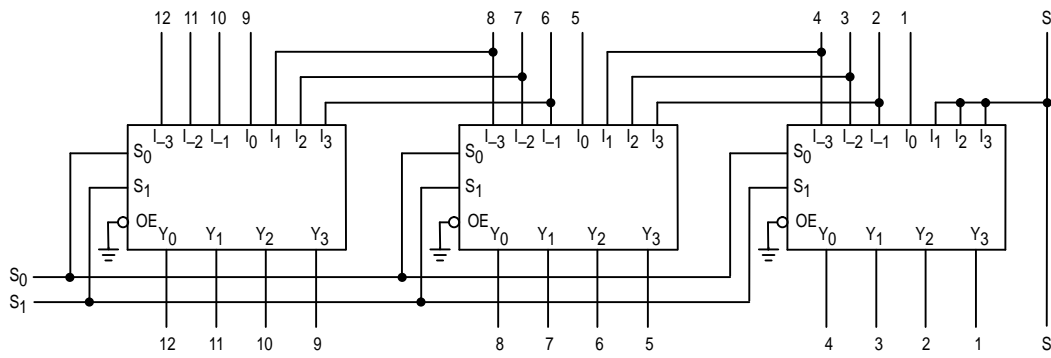 12 11 10 9 8 7 6 5 4 3 2 1 S
I–3 I–2 I–1 I0 I1 I2 I3 I–3 I–2 I–1 I0 I1 I2 I3 I–3 I–2 I–1 I0 I1 I2 I3
S0 S0 S0
S1 S1 S1
OE OE OE
Y0 Y1 Y2 Y3 Y0 Y1 Y2 Y3 Y0 Y1 Y2 Y3
S0
S1
12 11 10 9 8 7 6 5 4 3 2 1 S